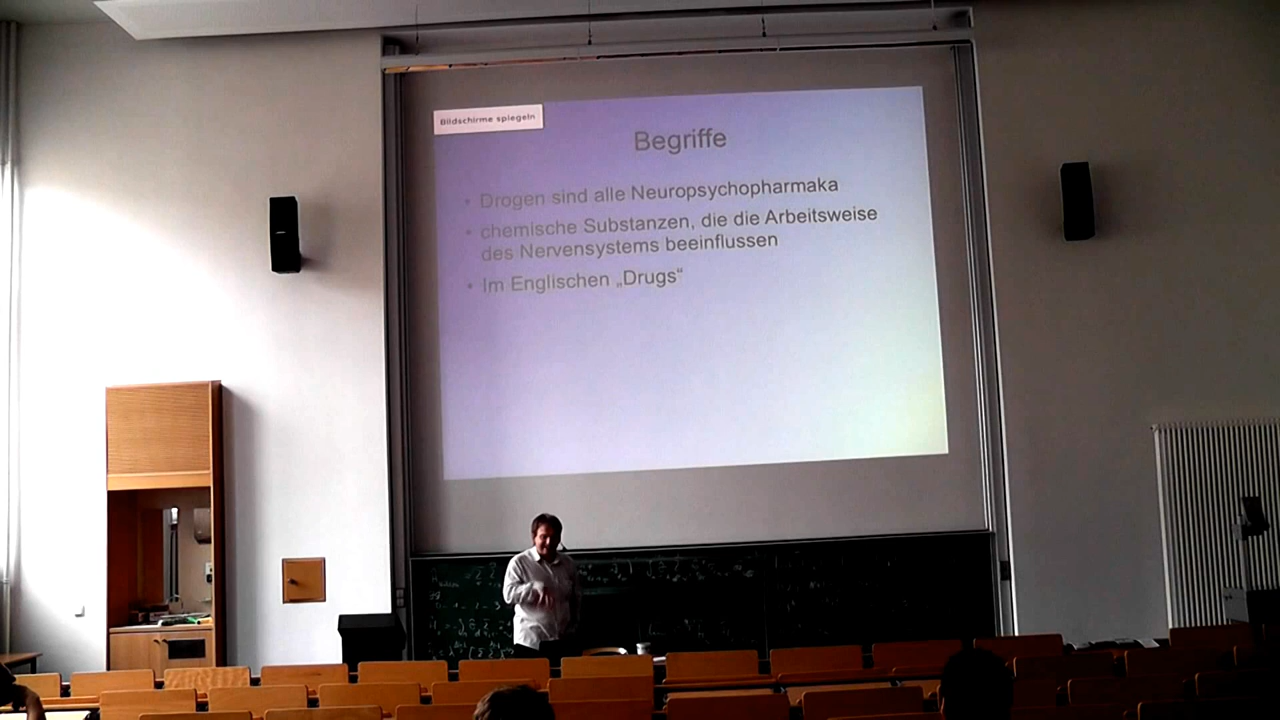 Bildschirme spiegeln
Begriffe
• Drogen sind alle Neuropsychopharmaka
• chemische Substanzen, die die Arbeitsweise
des Nervensystems beeinflussen
• Im Englischen „Drugs“